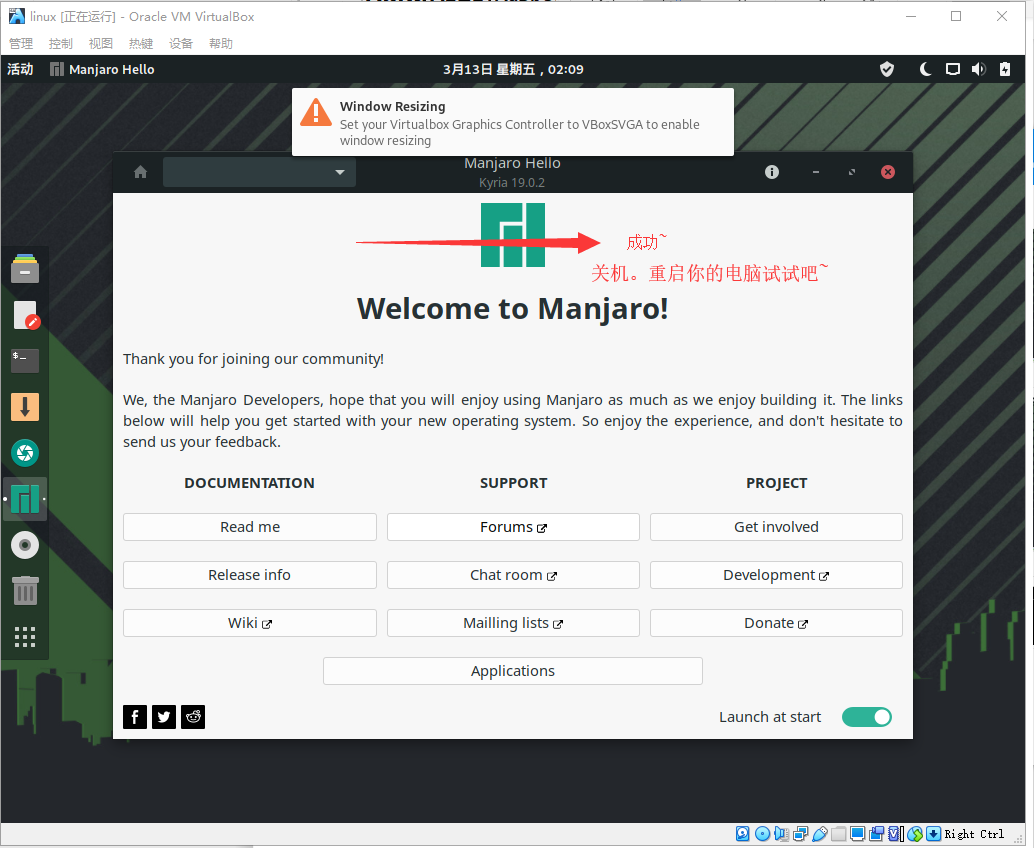 linux [正在运行] - Oracle VM VirtualBox
管理 控制 视图 热键 设备 帮助
活动 Manjaro Hello 3月13日 星期五,02:09
Window Resizing
Set your Virtualbox Graphics Controller to VBoxSVGA to enable
window resizing
Manjaro Hello
Kyria 19.0.2
成功~
关机。重启你的电脑试试吧~
Welcome to Manjaro!
Thank you for joining our community!
We, the Manjaro Developers, hope that you will enjoy using Manjaro as much as we enjoy building it. The links
below will help you get started with your new operating system. So enjoy the experience, and don't hesitate to
send us your feedback.
DOCUMENTATION SUPPORT PROJECT
Read me Forums Get involved
Release info Chat room Development
Wiki Mailling lists Donate
Applications
Launch at start
Right Ctrl